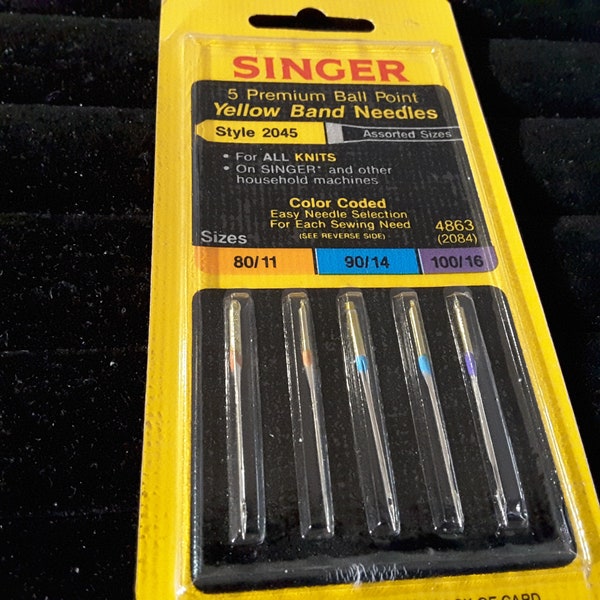 SINGER
5 Premium Ball Point
Yellow Band Needles
Style 2045 Assorted Sizes
• For ALL KNITS
• On SINGER* and other
household machines
Color Coded
Easy Needle Selection
For Each Sewing Need
(SEE REVERSE SIDE)
4863
(2084)
Sizes
80/11 90/14 100/16
OF CARD